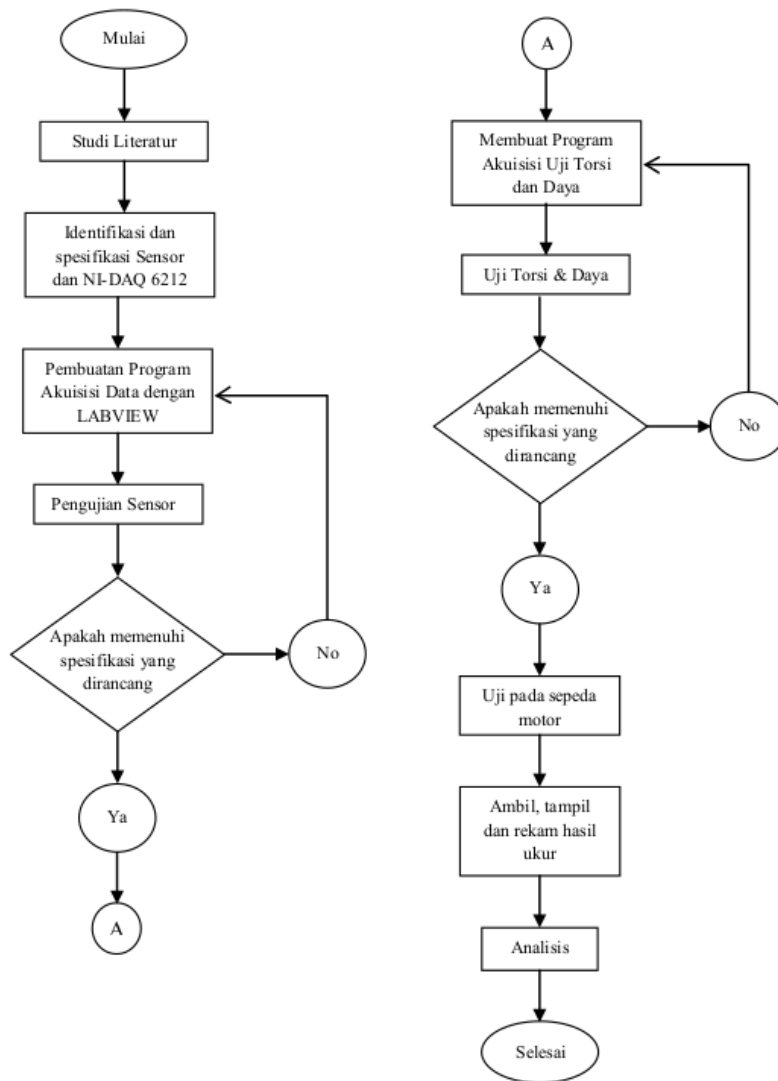 Mulai
Studi Literatur
Identifikasi dan
spesifikasi Sensor
dan NI-DAQ 6212
Pembuatan Program
Akuisisi Data dengan
LABVIEW
Pengujian Sensor
Apakah memenuhi
spesifikasi yang
dirancang
No
Ya
A
A
Membuat Program
Akuisisi Uji Torsi
dan Daya
Uji Torsi & Daya
Apakah memenuhi
spesifikasi yang
dirancang
No
Ya
Uji pada sepeda
motor
Ambil, tampil
dan rekam hasil
ukur
Analisis
Selesai